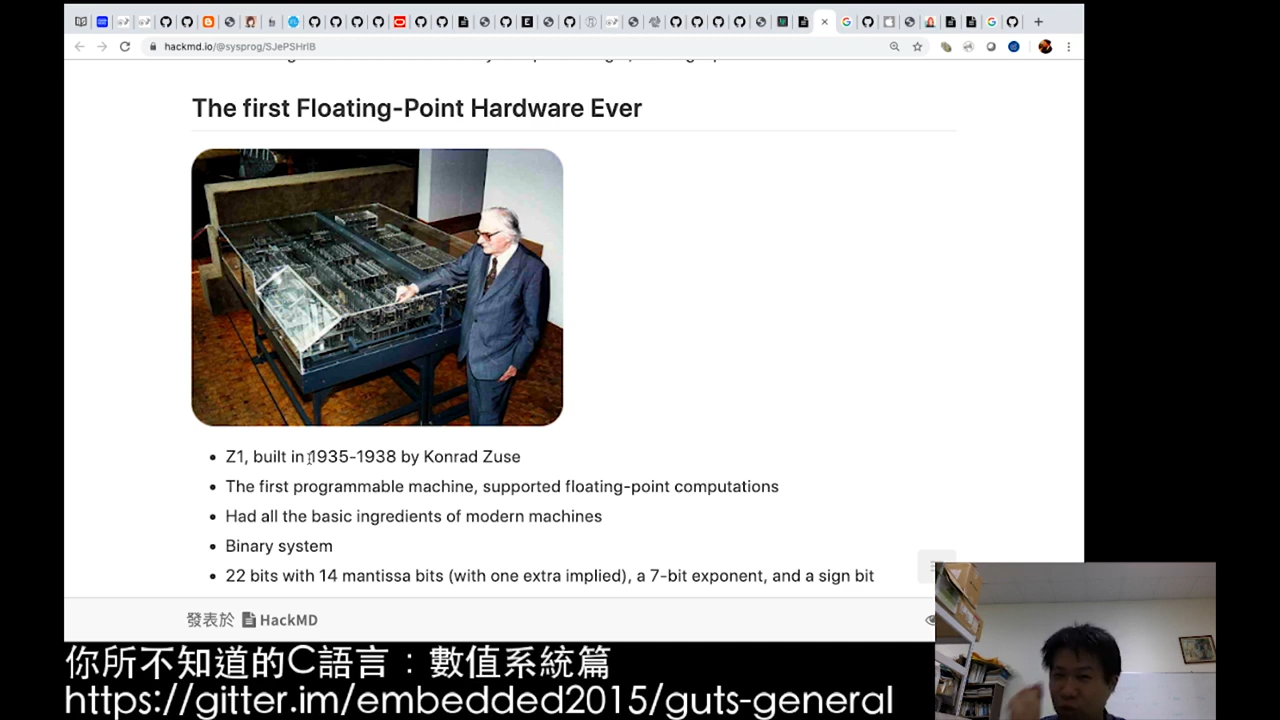 hackmd.io/@sysprog/SJePSHrlB
The first Floating-Point Hardware Ever
Z1, built in 1935-1938 by Konrad Zuse
The first programmable machine, supported floating-point computations
Had all the basic ingredients of modern machines
Binary system
22 bits with 14 mantissa bits (with one extra implied), a 7-bit exponent, and a sign bit
發表於 HackMD
你所不知道的C語言：數值系統篇
https://gitter.im/embedded2015/guts-general